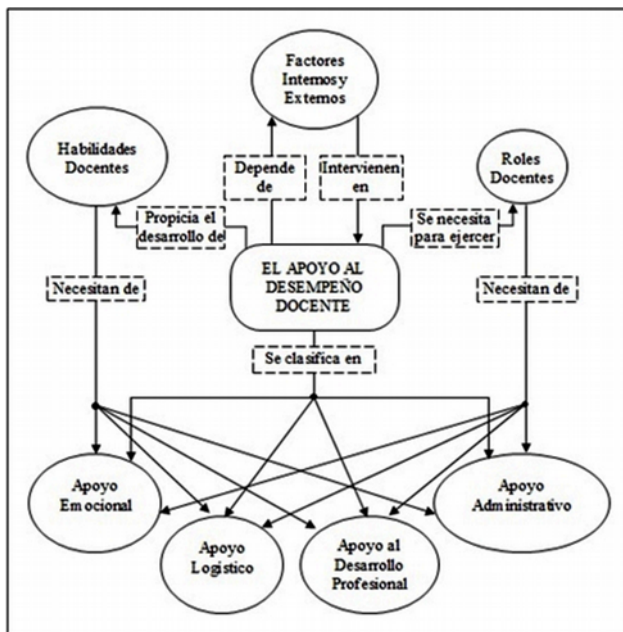 Factores
Internos y
Externos
Habilidades
Docentes
Roles
Docentes
Depende
de
Intervienen
en
Propicia el
desarrollo de
Se necesita
para ejercer
EL APOYO AL
DESEMPEÑO
DOCENTE
Necesitan de
Necesitan de
Se clasifica en
Apoyo
Emocional
Apoyo
Administrativo
Apoyo
Logístico
Apoyo al
Desarrollo
Profesional